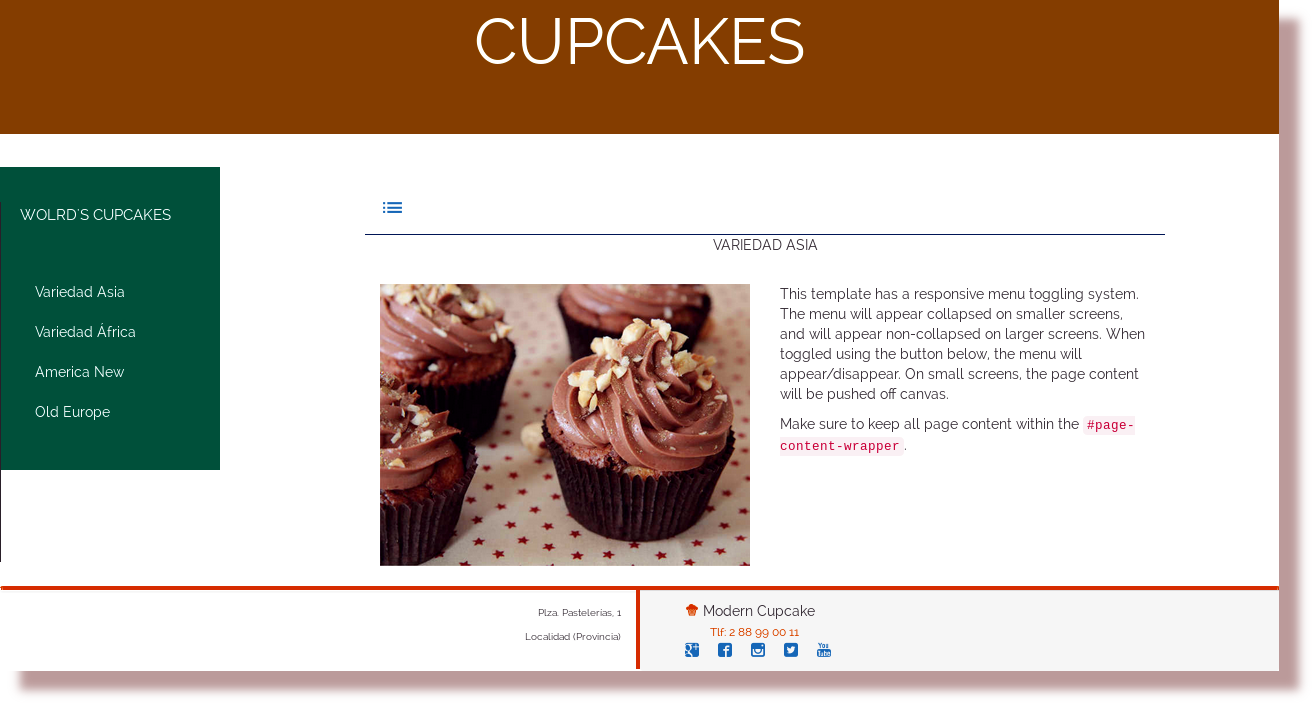 CUPCAKES
WOLRD'S CUPCAKES
Variedad Asia
Variedad África
America New
Old Europe
VARIEDAD ASIA
This template has a responsive menu toggling system.
The menu will appear collapsed on smaller screens,
and will appear non-collapsed on larger screens. When
toggled using the button below, the menu will
appear/disappear. On small screens, the page content
will be pushed off canvas.
Make sure to keep all page content within the #page-
content-wrapper.
Plza. Pastelerías, 1
Localidad (Provincia)
Modern Cupcake
Tlf: 2 88 99 00 11
You
Tube